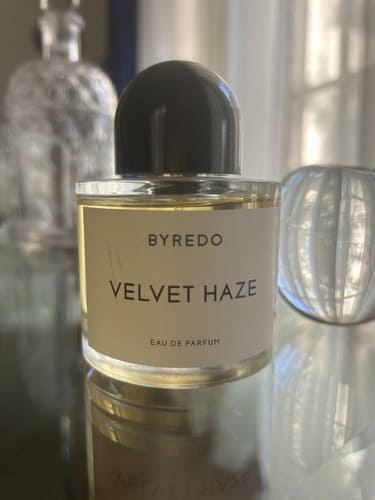 BYREDO
VELVET HAZE
EAU DE PARFUM